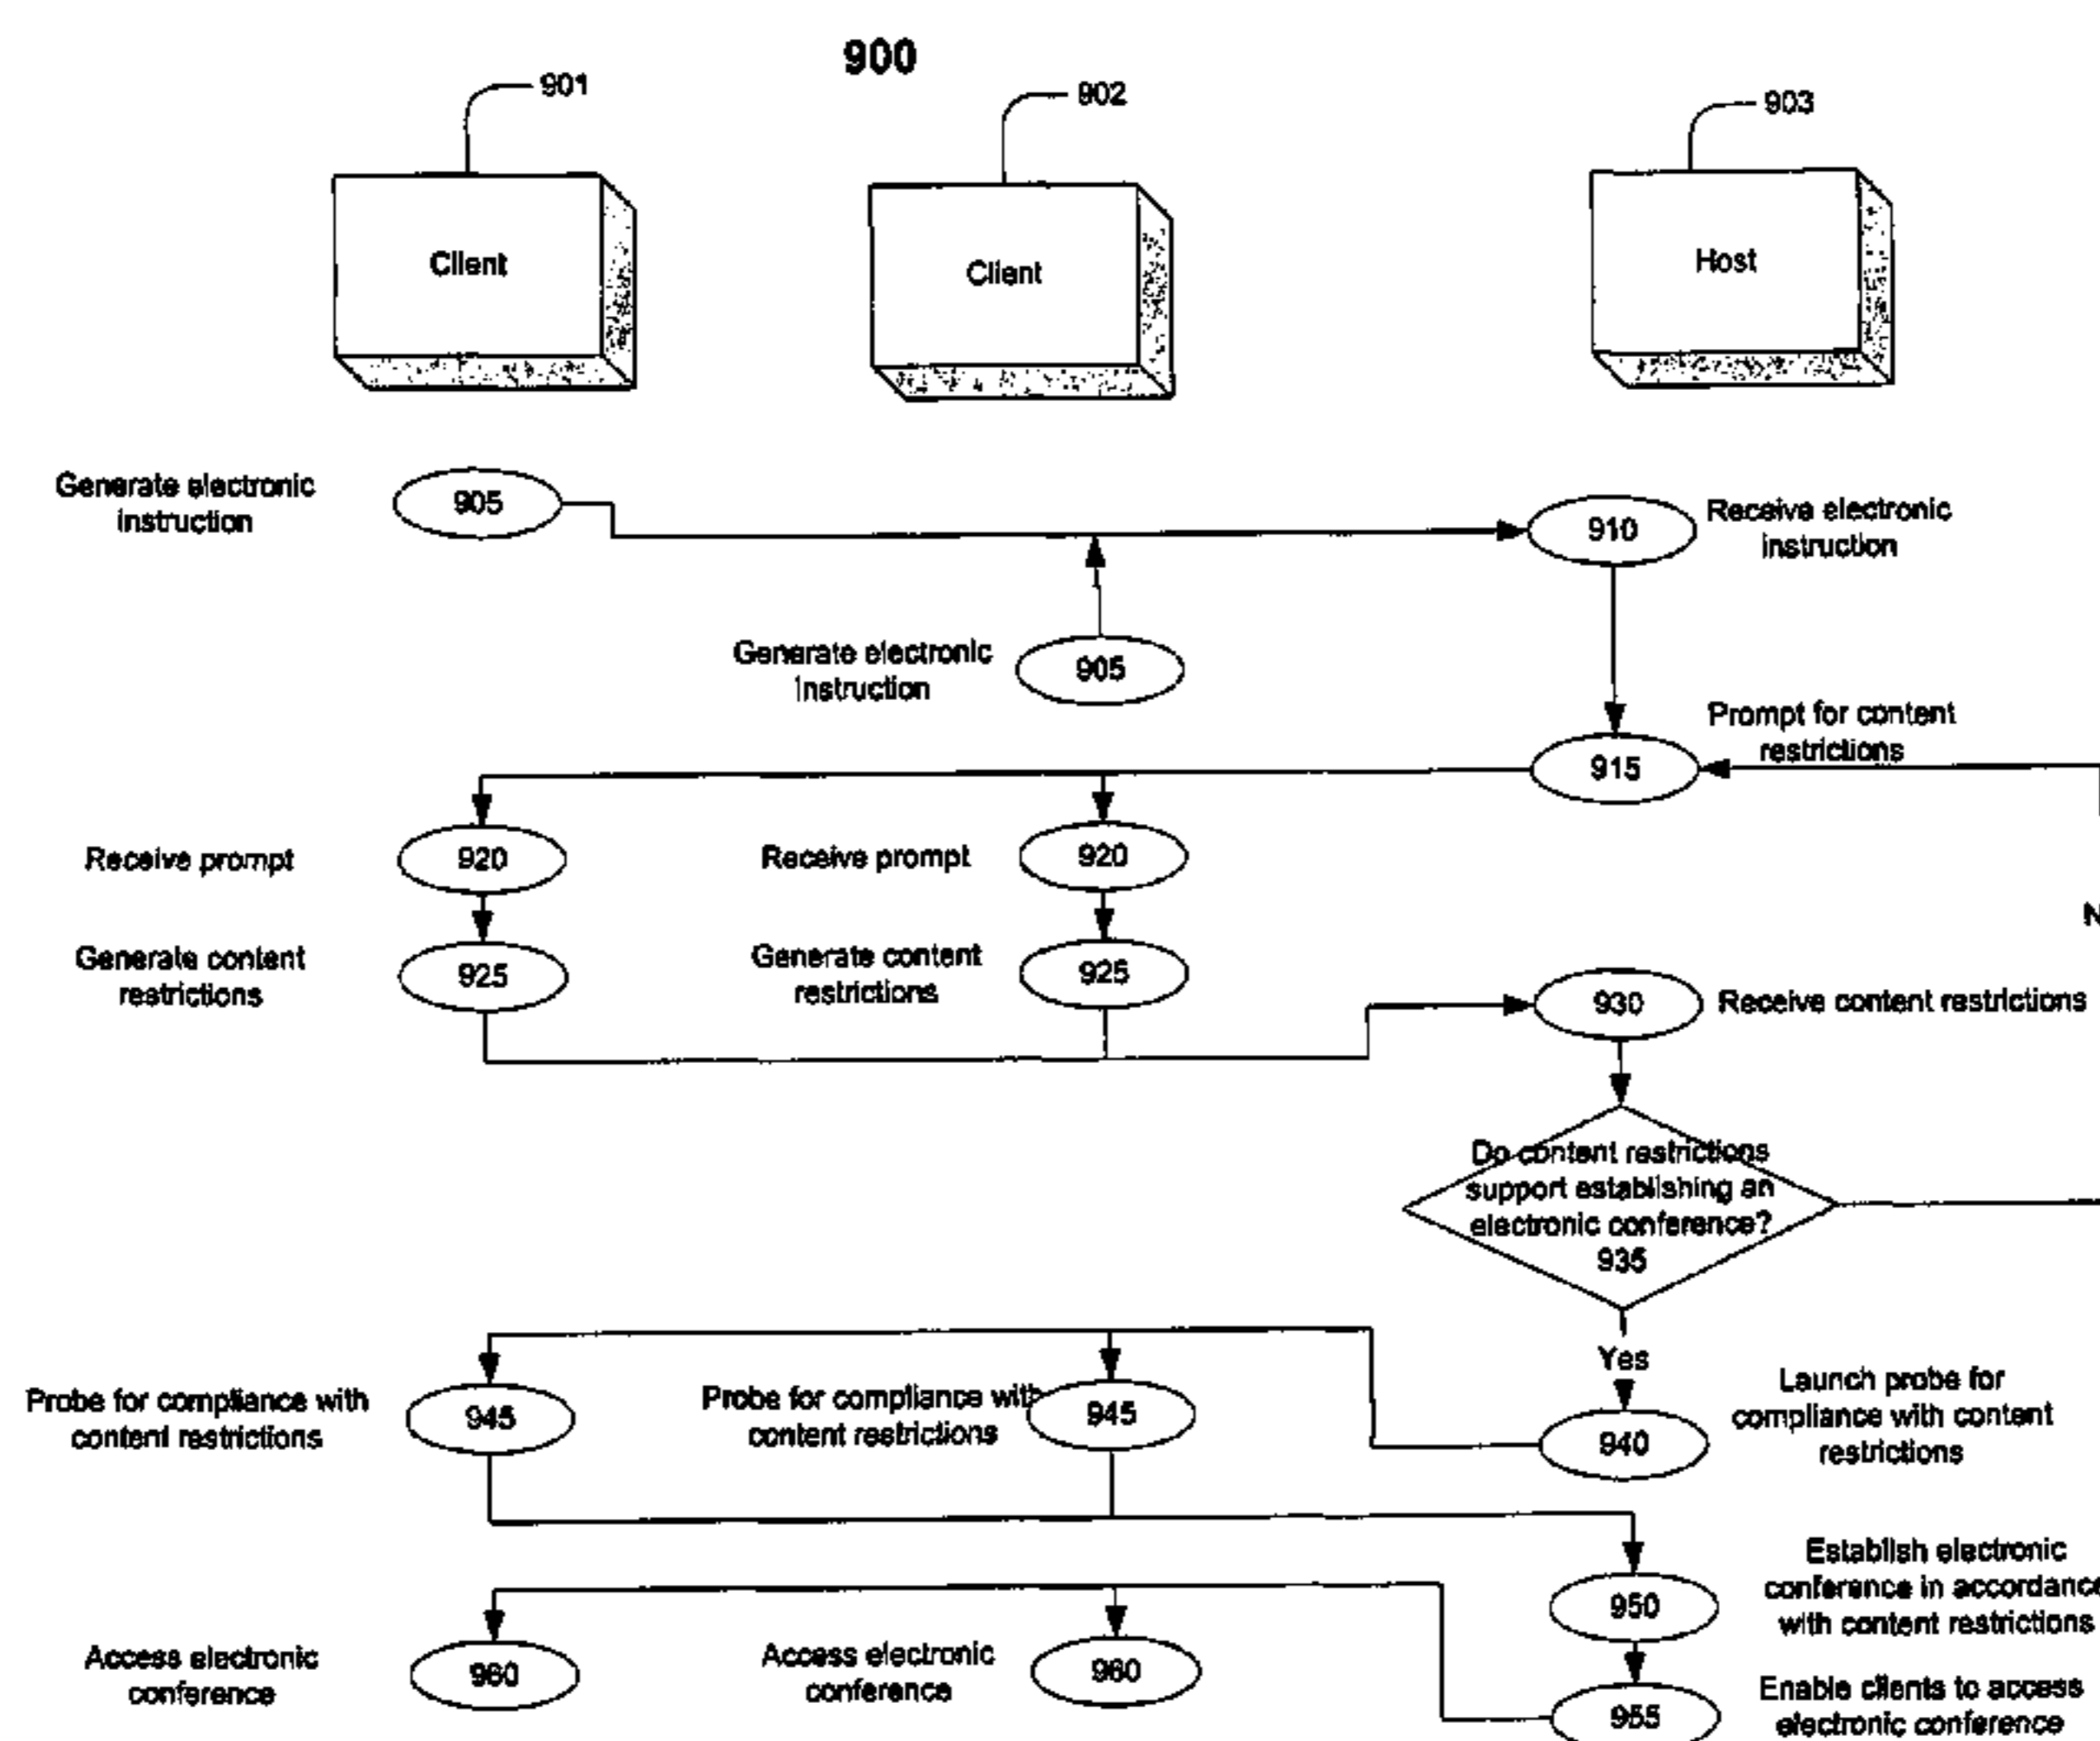 900
901
902
903
Client
Client
Host
Generate electronic
instruction
905
910
Receive electronic
instruction
Generate electronic
instruction
905
Prompt for content
restrictions
915
Receive prompt
920
Receive prompt
920
Generate content
restrictions
925
Generate content
restrictions
925
930
Receive content restrictions
N
Do content restrictions
support establishing an
electronic conference?
935
Yes
Probe for compliance with
content restrictions
945
Probe for compliance with
content restrictions
945
940
Launch probe for
compliance with content
restrictions
950
Establish electronic
conference in accordance
with content restrictions
Access electronic
conference
960
Access electronic
conference
960
955
Enable clients to access
electronic conference